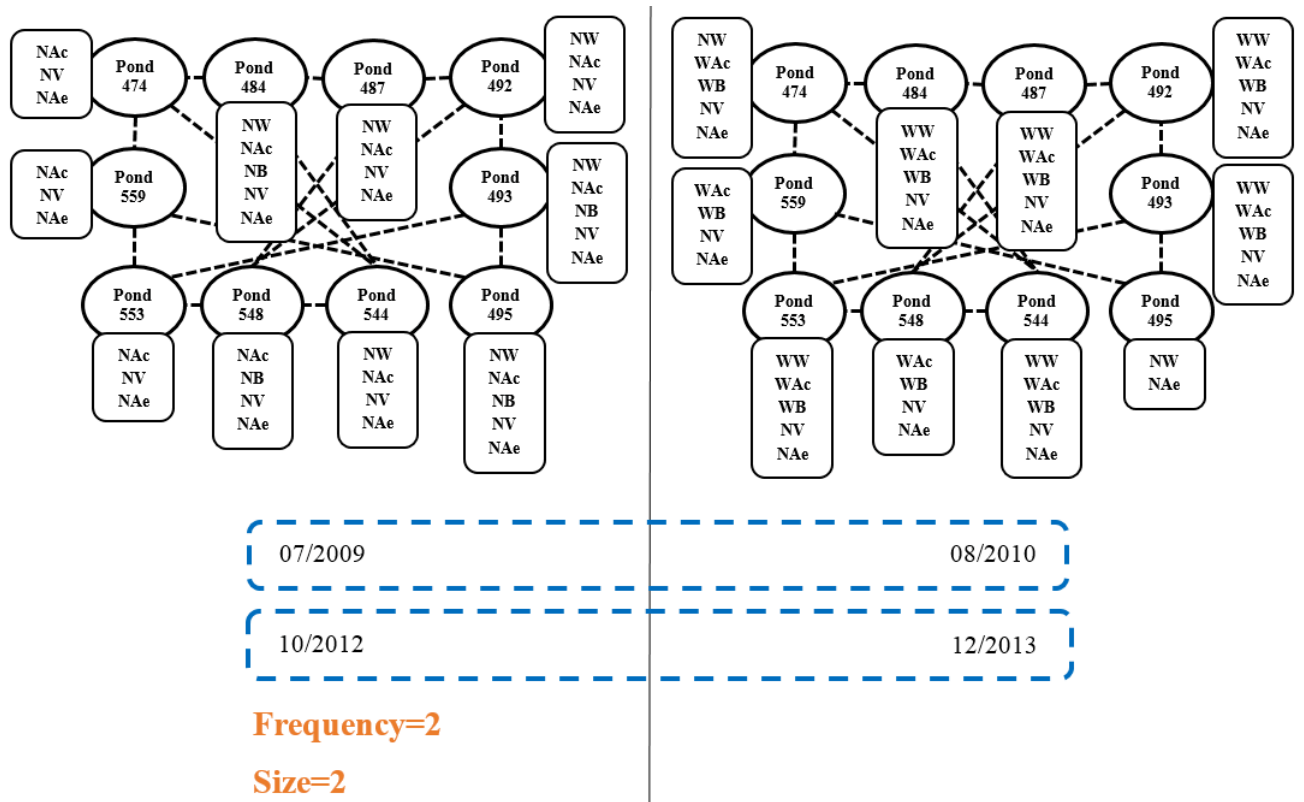 NAc
NV
NAe
Pond
474
Pond
484
NW
NAc
NB
NV
NAe
Pond
487
NW
NAc
NV
NAe
Pond
492
NW
NAc
NV
NAe
NAc
NV
NAe
Pond
559
Pond
493
NW
NAc
NB
NV
NAe
Pond
553
NAc
NV
NAe
Pond
548
NAc
NB
NV
NAe
Pond
544
NW
NAc
NV
NAe
Pond
495
NW
NAc
NB
NV
NAe
NW
WAc
WB
NV
NAe
Pond
474
Pond
484
WW
WAc
WB
NV
NAe
Pond
487
WW
WAc
WB
NV
NAe
Pond
492
WW
WAc
WB
NV
NAe
WAc
WB
NV
NAe
Pond
559
Pond
493
WW
WAc
WB
NV
NAe
Pond
553
WW
WAc
WB
NV
NAe
Pond
548
WAc
WB
NV
NAe
Pond
544
WW
WAc
WB
NV
NAe
Pond
495
NW
NAe
07/2009
08/2010
10/2012
12/2013
Frequency=2
Size=2